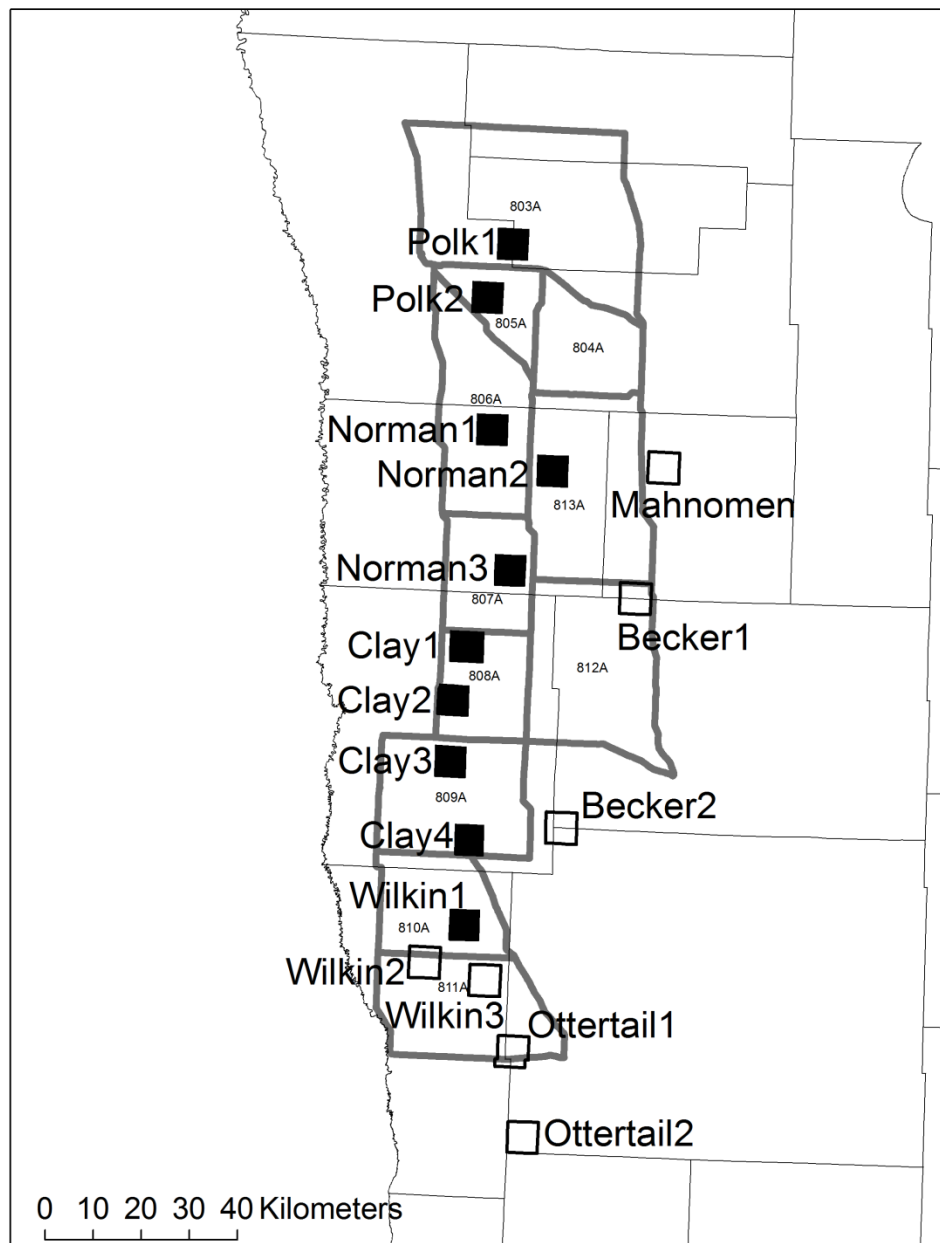 803A
Polk1
Polk2
805A
804A
806A
Norman1
Norman2
813A
Mahnomen
Norman3
807A
Becker1
Clay1
808A
812A
Clay2
Clay3
809A
Becker2
Clay4
Wilkin1
810A
Wilkin2
811A
Wilkin3
Ottertail1
Ottertail2
0 10 20 30 40 Kilometers